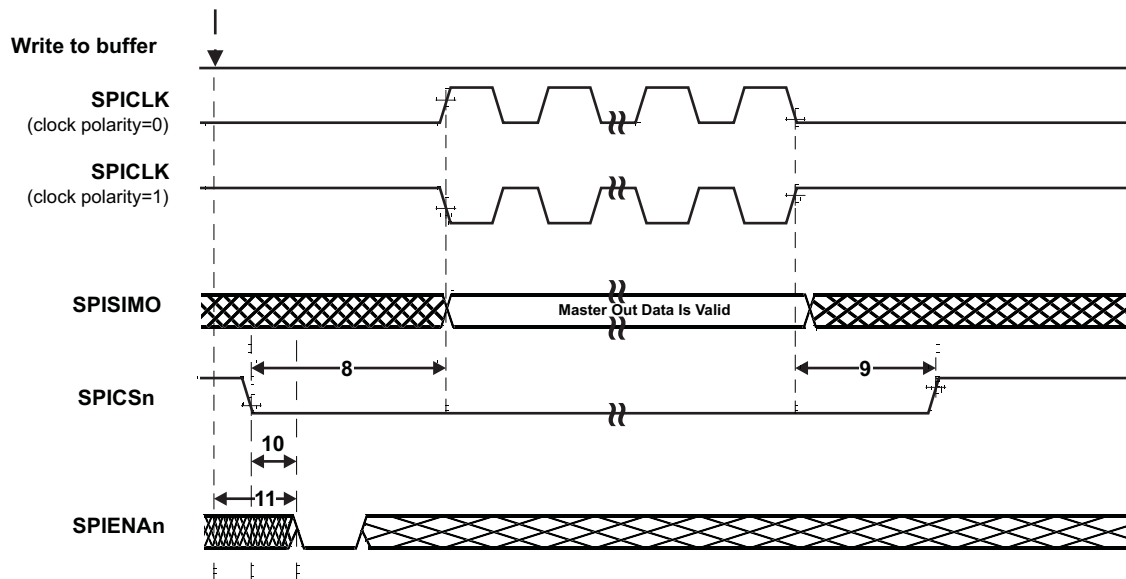 Write to buffer
SPICLK
(clock polarity=0)
SPICLK
(clock polarity=1)
SPISIMO
Master Out Data Is Valid
8
9
SPICSn
10
11
SPIENAn